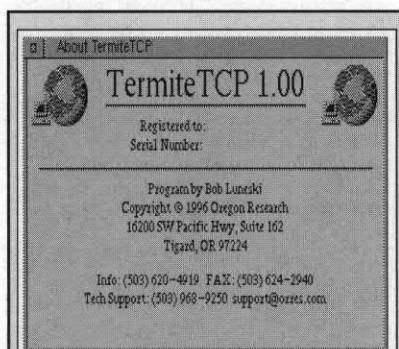 About TermiteTCP
TermiteTCP 1.00
Registered to:
Serial Number:
Program by Bob Luneski
Copyright © 1996 Oregon Research
16200 SW Pacific Hwy, Suite 162
Tigard, OR 97224
Info: (503) 620-4919 FAX: (503) 624-2940
Tech Support: (503) 968-9250 support@orres.com